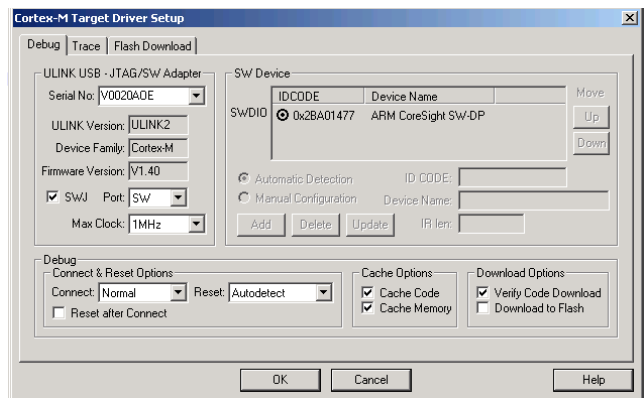 Cortex-M Target Driver Setup
Debug | Trace | Flash Download
ULINK USB - JTAG/SW Adapter
Serial No: V0020AOE
ULINK Version: ULINK2
Device Family: Cortex-M
Firmware Version: V1.40
SWJ Port: SW
Max Clock: 1MHz
SW Device
IDCODE Device Name Move
SWDIO 0x2BA01477 ARM CoreSight SW-DP Up
Down
Automatic Detection ID CODE:
Manual Configuration Device Name:
Add Delete Update IR len:
Debug
Connect & Reset Options
Connect: Normal Reset: Autodetect
Reset after Connect
Cache Options
Cache Code
Cache Memory
Download Options
Verify Code Download
Download to Flash
OK Cancel Help